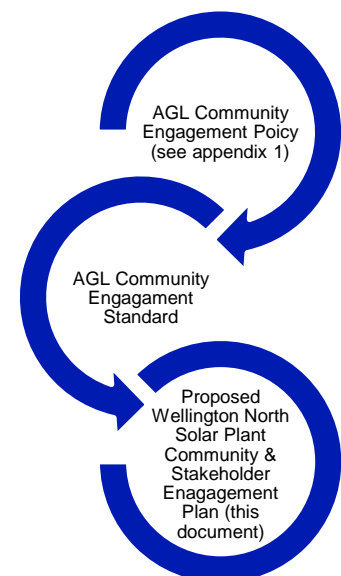 AGL Community
Engagement Poicy
(see appendix 1)
AGL Community
Engagament
Standard
Proposed
Wellington North
Solar Plant
Community &
Stakeholder
Enagagement
Plan (this
document)